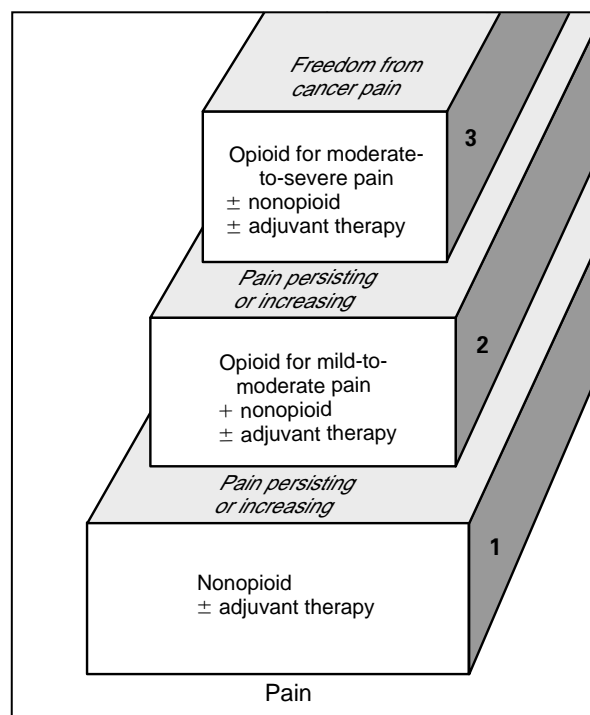 Freedom from
cancer pain
3
Opioid for moderate-
to-severe pain
± nonopioid
± adjuvant therapy
Pain persisting
or increasing
2
Opioid for mild-to-
moderate pain
+ nonopioid
± adjuvant therapy
Pain persisting
or increasing
1
Nonopioid
± adjuvant therapy
Pain